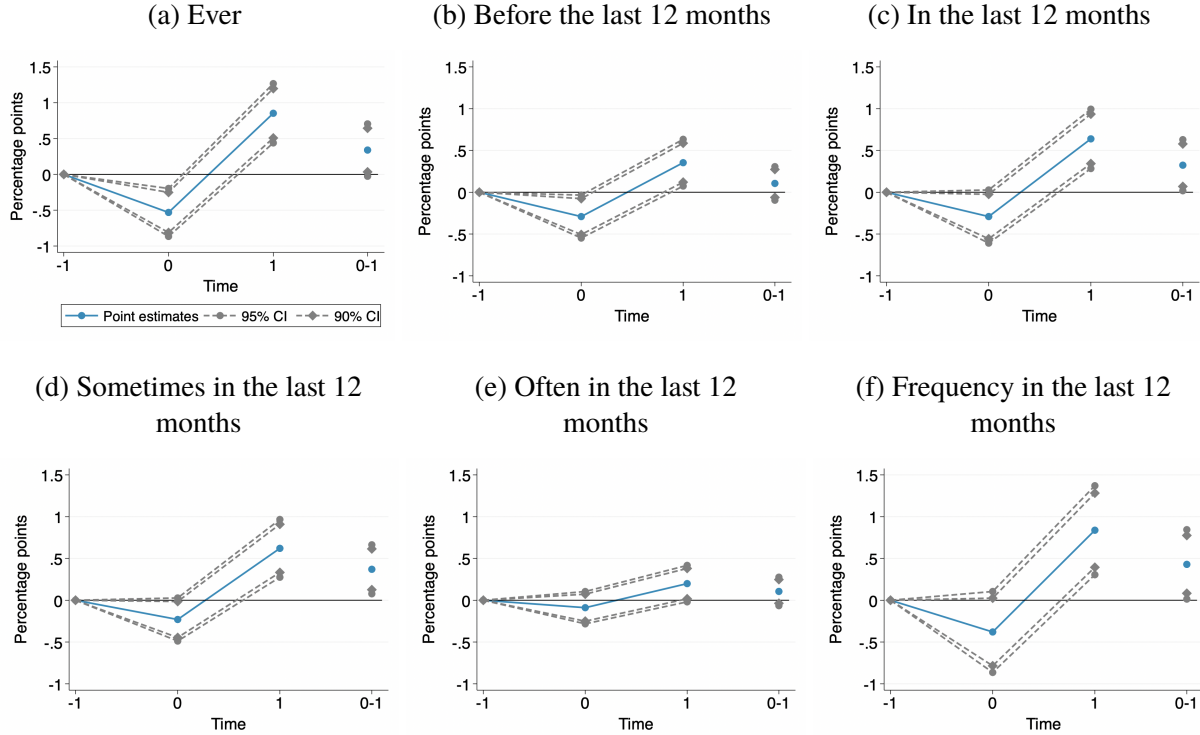 (a) Ever
(b) Before the last 12 months
(c) In the last 12 months
Percentage points
1.5
1
.5
0
-.5
-1
-1
0
1
0-1
Time
Point estimates
95% CI
90% CI
Percentage points
1.5
1
.5
0
-.5
-1
-1
0
1
0-1
Time
Percentage points
1.5
1
.5
0
-.5
-1
-1
0
1
0-1
Time
(d) Sometimes in the last 12
months
(e) Often in the last 12
months
(f) Frequency in the last 12
months
Percentage points
1.5
1
.5
0
-.5
-1
-1
0
1
0-1
Time
Percentage points
1.5
1
.5
0
-.5
-1
-1
0
1
0-1
Time
Percentage points
1.5
1
.5
0
-.5
-1
-1
0
1
0-1
Time